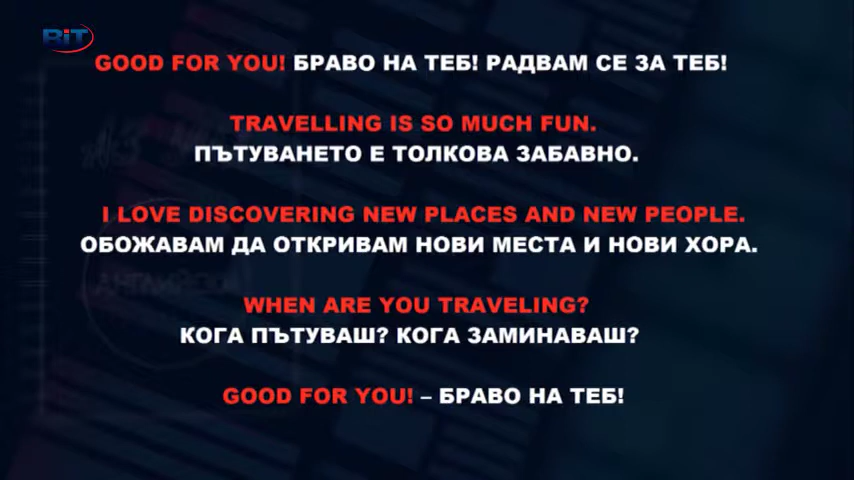 RiT
GOOD FOR YOU! БРАВО НА ТЕБ! РАДВАМ СЕ ЗА ТЕБ!
TRAVELLING IS SO MUCH FUN.
ПЪТУВАНЕТО Е ТОЛКОВА ЗАБАВНО.
I LOVE DISCOVERING NEW PLACES AND NEW PEOPLE.
ОБОЖАВАМ ДА ОТКРИВАМ НОВИ МЕСТА И НОВИ ХОРА.
WHEN ARE YOU TRAVELING?
КОГА ПЪТУВАШ? КОГА ЗАМИНАВАШ?
GOOD FOR YOU! – БРАВО НА ТЕБ!